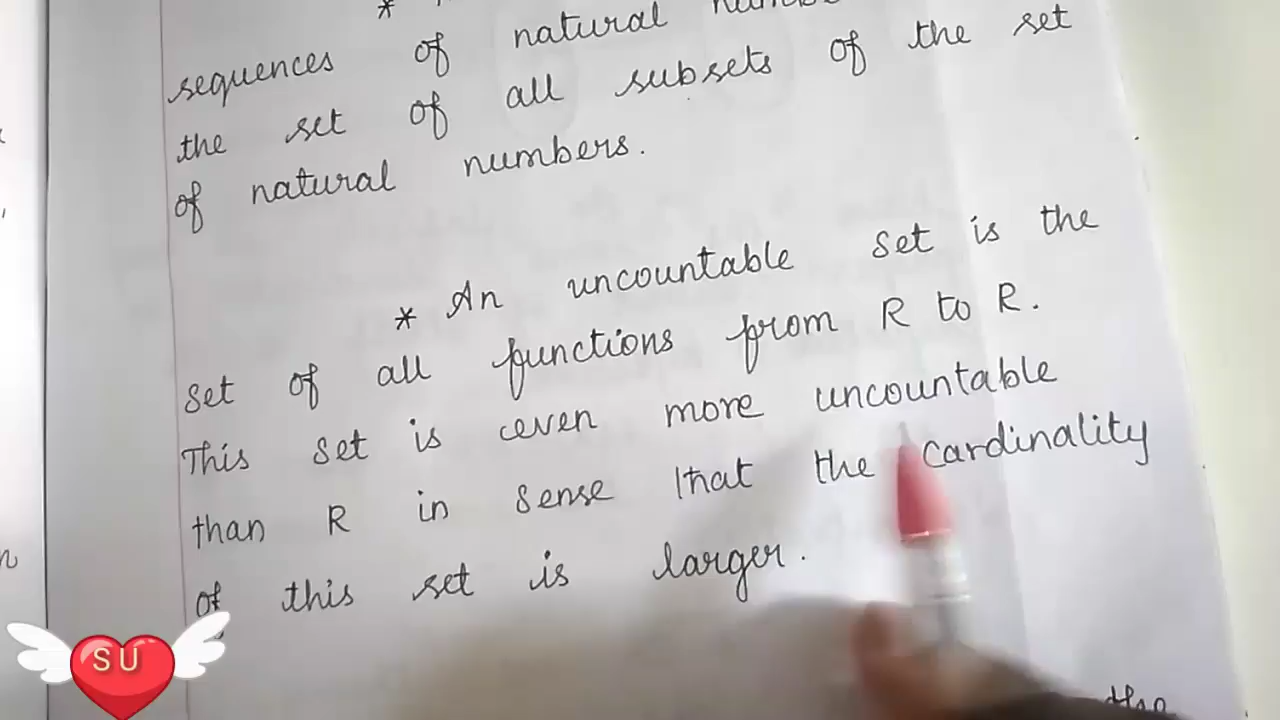 *
sequences of natural
the set of all subsets of the set
of natural numbers.
* An uncountable set is the
set of all functions from R to R.
This set is even more uncountable
than R in sense that the cardinality
of this set is larger.
SU